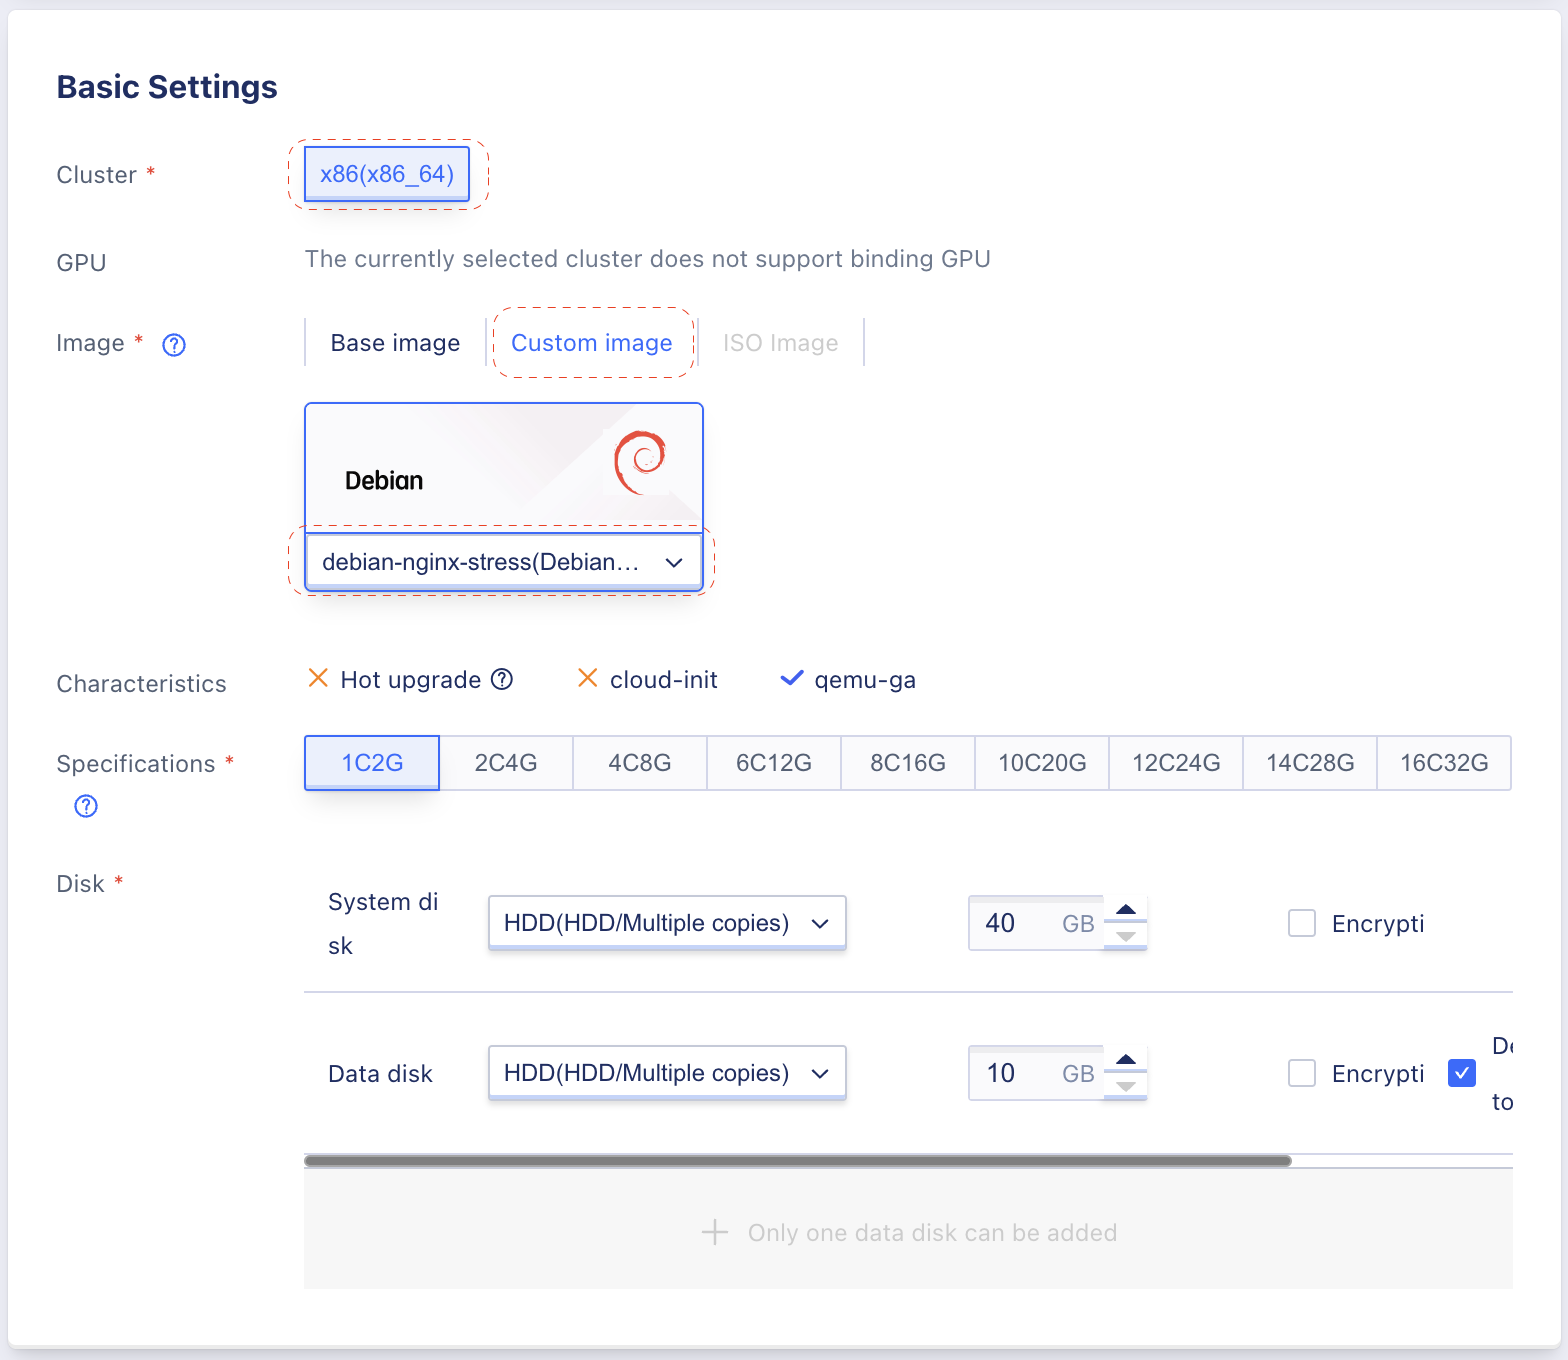 Basic Settings
Cluster * x86(x86_64)
GPU The currently selected cluster does not support binding GPU
Image * ? Base image Custom image ISO Image
Debian
debian-nginx-stress(Debian...
Characteristics Hot upgrade ? cloud-init qemu-ga
Specifications * 1C2G 2C4G 4C8G 6C12G 8C16G 10C20G 12C24G 14C28G 16C32G
?
Disk *
System di
sk HDD(HDD/Multiple copies) 40 GB Encrypti
Data disk HDD(HDD/Multiple copies) 10 GB Encrypti
to
Only one data disk can be added